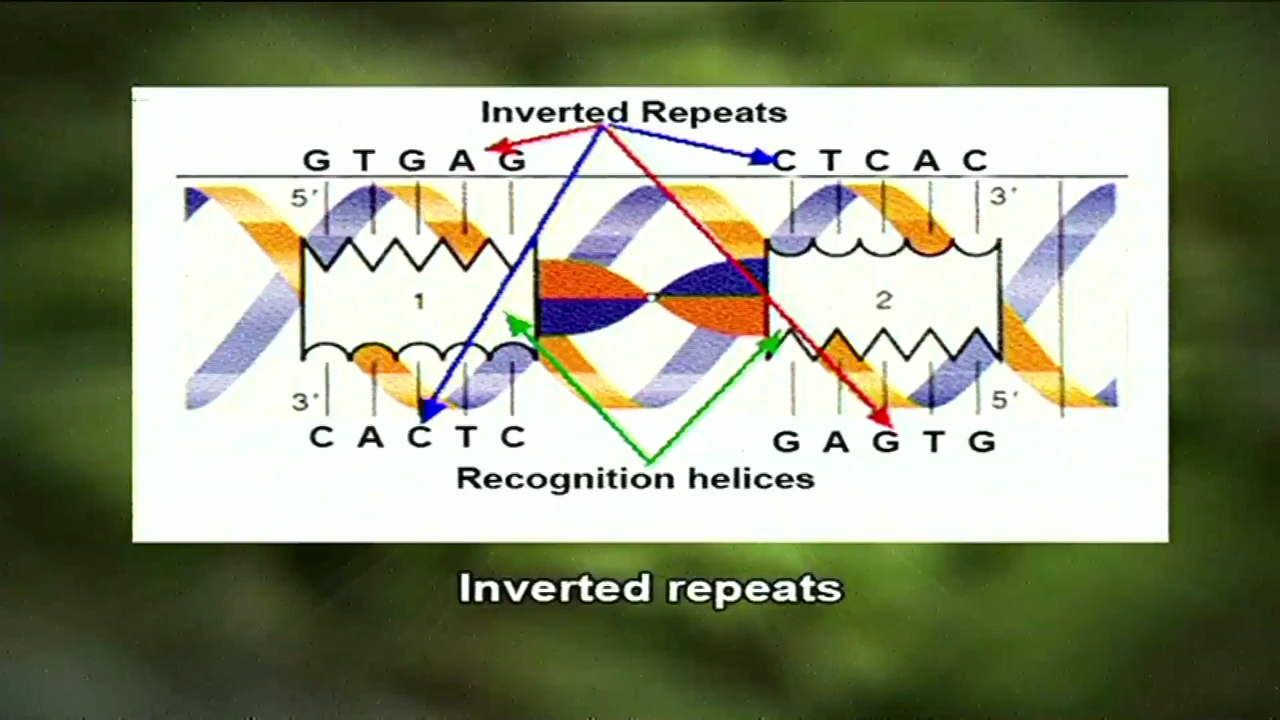 Inverted Repeats
G T G A G C T C A C
5' 3'
1 2
3' 5'
C A C T C G A G T G
Recognition helices
Inverted repeats